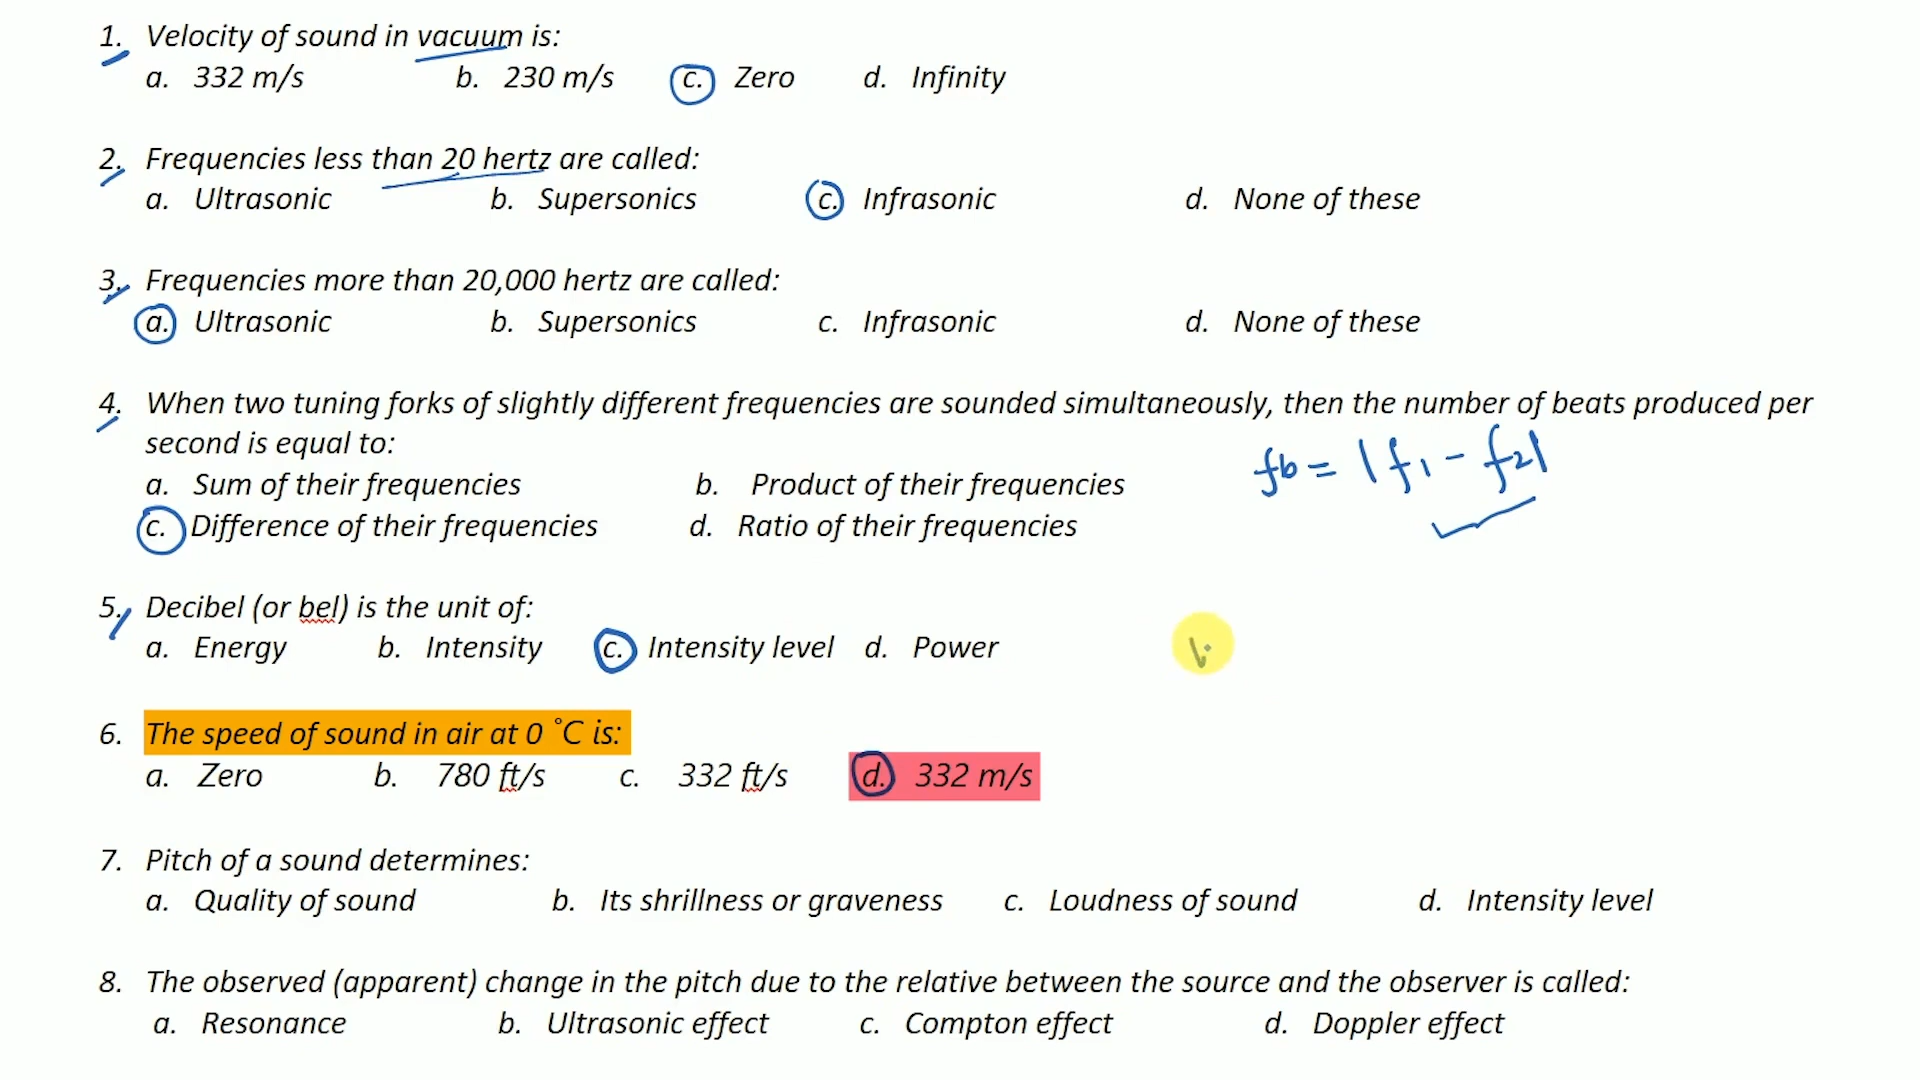 1. Velocity of sound in vacuum is:
a. 332 m/s b. 230 m/s c. Zero d. Infinity
2. Frequencies less than 20 hertz are called:
a. Ultrasonic b. Supersonics c. Infrasonic d. None of these
3. Frequencies more than 20,000 hertz are called:
a. Ultrasonic b. Supersonics c. Infrasonic d. None of these
4. When two tuning forks of slightly different frequencies are sounded simultaneously, then the number of beats produced per
second is equal to:
fb = |f1 - f2|
a. Sum of their frequencies b. Product of their frequencies
c. Difference of their frequencies d. Ratio of their frequencies
5. Decibel (or bel) is the unit of:
a. Energy b. Intensity c. Intensity level d. Power
6. The speed of sound in air at 0 °C is:
a. Zero b. 780 ft/s c. 332 ft/s d. 332 m/s
7. Pitch of a sound determines:
a. Quality of sound b. Its shrillness or graveness c. Loudness of sound d. Intensity level
8. The observed (apparent) change in the pitch due to the relative between the source and the observer is called:
a. Resonance b. Ultrasonic effect c. Compton effect d. Doppler effect